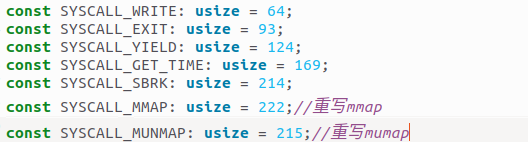 const SYSCALL_WRITE: usize = 64;
const SYSCALL_EXIT: usize = 93;
const SYSCALL_YIELD: usize = 124;
const SYSCALL_GET_TIME: usize = 169;
const SYSCALL_SBRK: usize = 214;
const SYSCALL_MMAP: usize = 222;//重写mmap
const SYSCALL_MUNMAP: usize = 215;//重写mumap